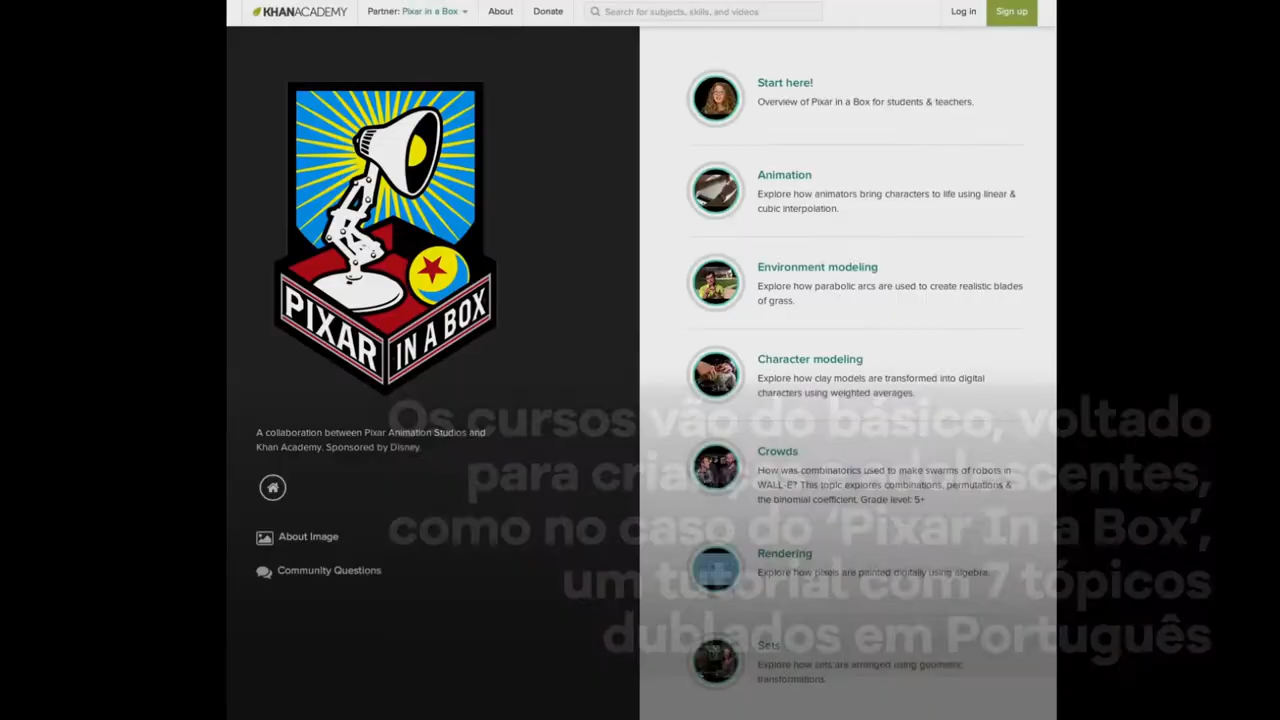 KHANACADEMY
Partner: Pixar in a Box
About
Donate
Search for subjects, skills, and videos
Log in
Sign up
PIXAR
IN A BOX
A collaboration between Pixar Animation Studios and
Khan Academy. Sponsored by Disney.
About Image
Community Questions
Start here!
Overview of Pixar in a Box for students & teachers.
Animation
Explore how animators bring characters to life using linear &
cubic interpolation.
Environment modeling
Explore how parabolic arcs are used to create realistic blades
of grass.
Character modeling
Explore how clay models are transformed into digital
characters using weighted averages.
Crowds
How was combinatorics used to make swarms of robots in
WALL-E? This topic explores combinations, permutations &
the binomial coefficient. Grade level: 5+
Rendering
Explore how pixels are painted digitally using algebra.
Sets
Explore how sets are arranged using geometric
transformations.
Os cursos vão do básico, voltado
para crianças e adolescentes,
como no caso do ‘Pixar In a Box’,
um tutorial com 7 tópicos
dublados em Português